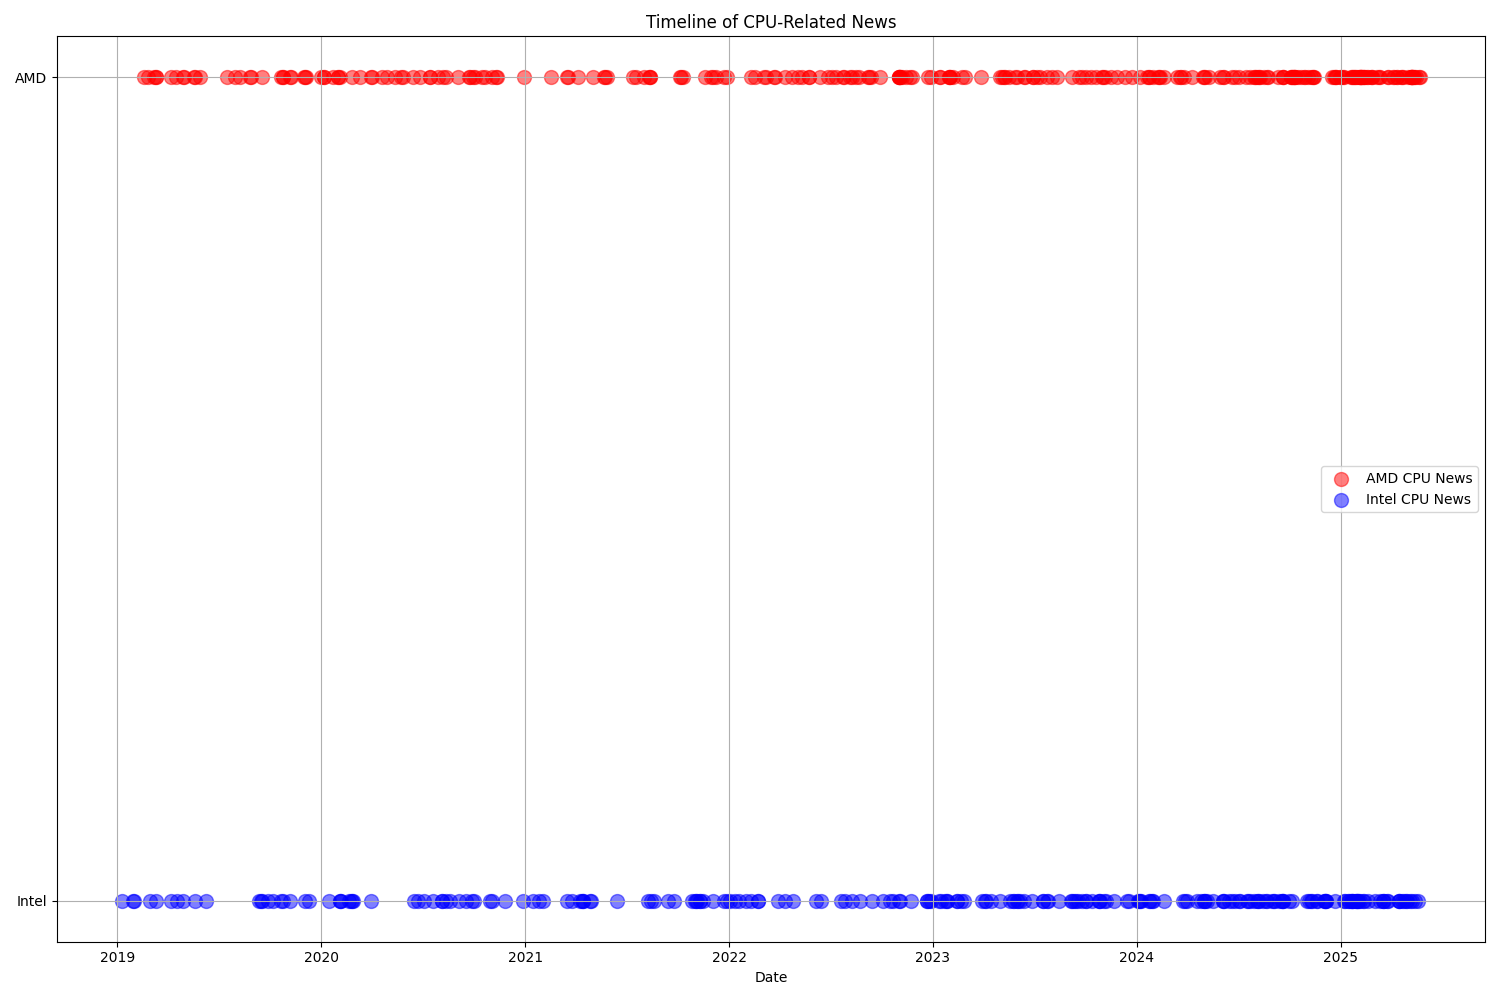 Timeline of CPU-Related News
AMD
AMD CPU News
Intel CPU News
Intel
2019
2020
2021
2022
2023
2024
2025
Date